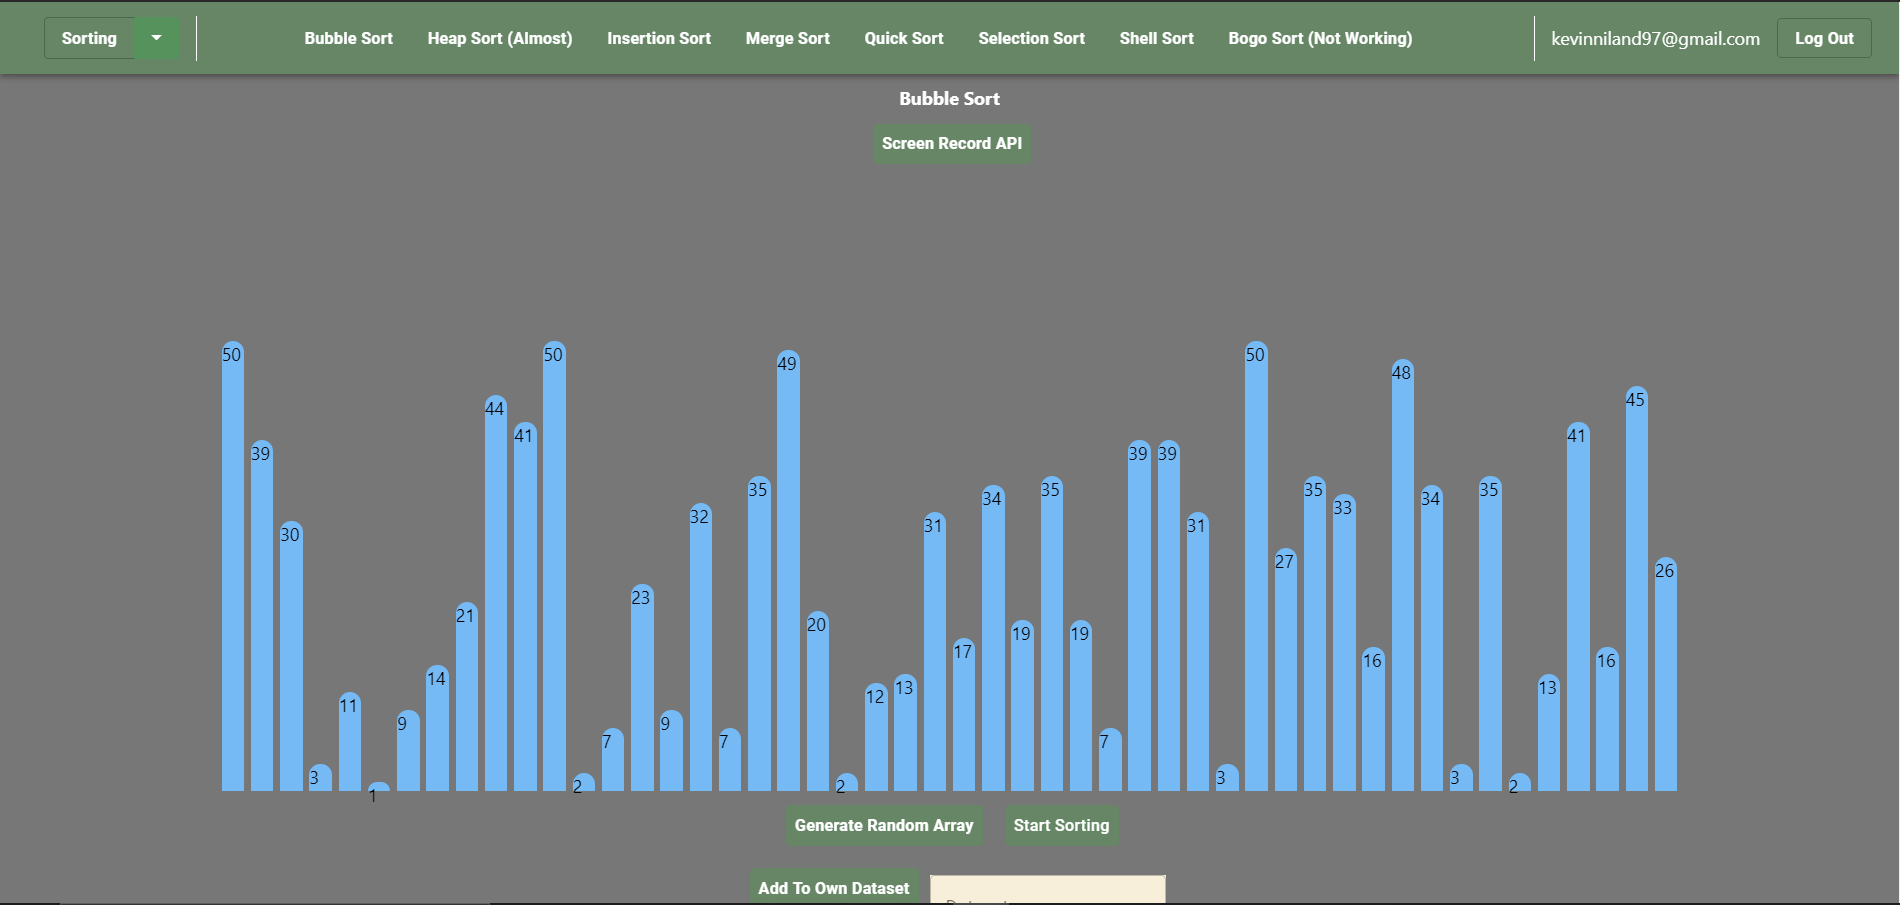 Sorting
Bubble Sort Heap Sort (Almost) Insertion Sort Merge Sort Quick Sort Selection Sort Shell Sort Bogo Sort (Not Working)
kevinniland97@gmail.com Log Out
Bubble Sort
Screen Record API
50 39 30 3 11 1 9 14 21 44 41 50 2 7 23 9 32 7 35 49 20 2 12 13 31 17 34 19 35 19 7 39 39 31 3 50 27 35 33 16 48 34 3 35 2 13 41 16 45 26
Generate Random Array Start Sorting
Add To Own Dataset